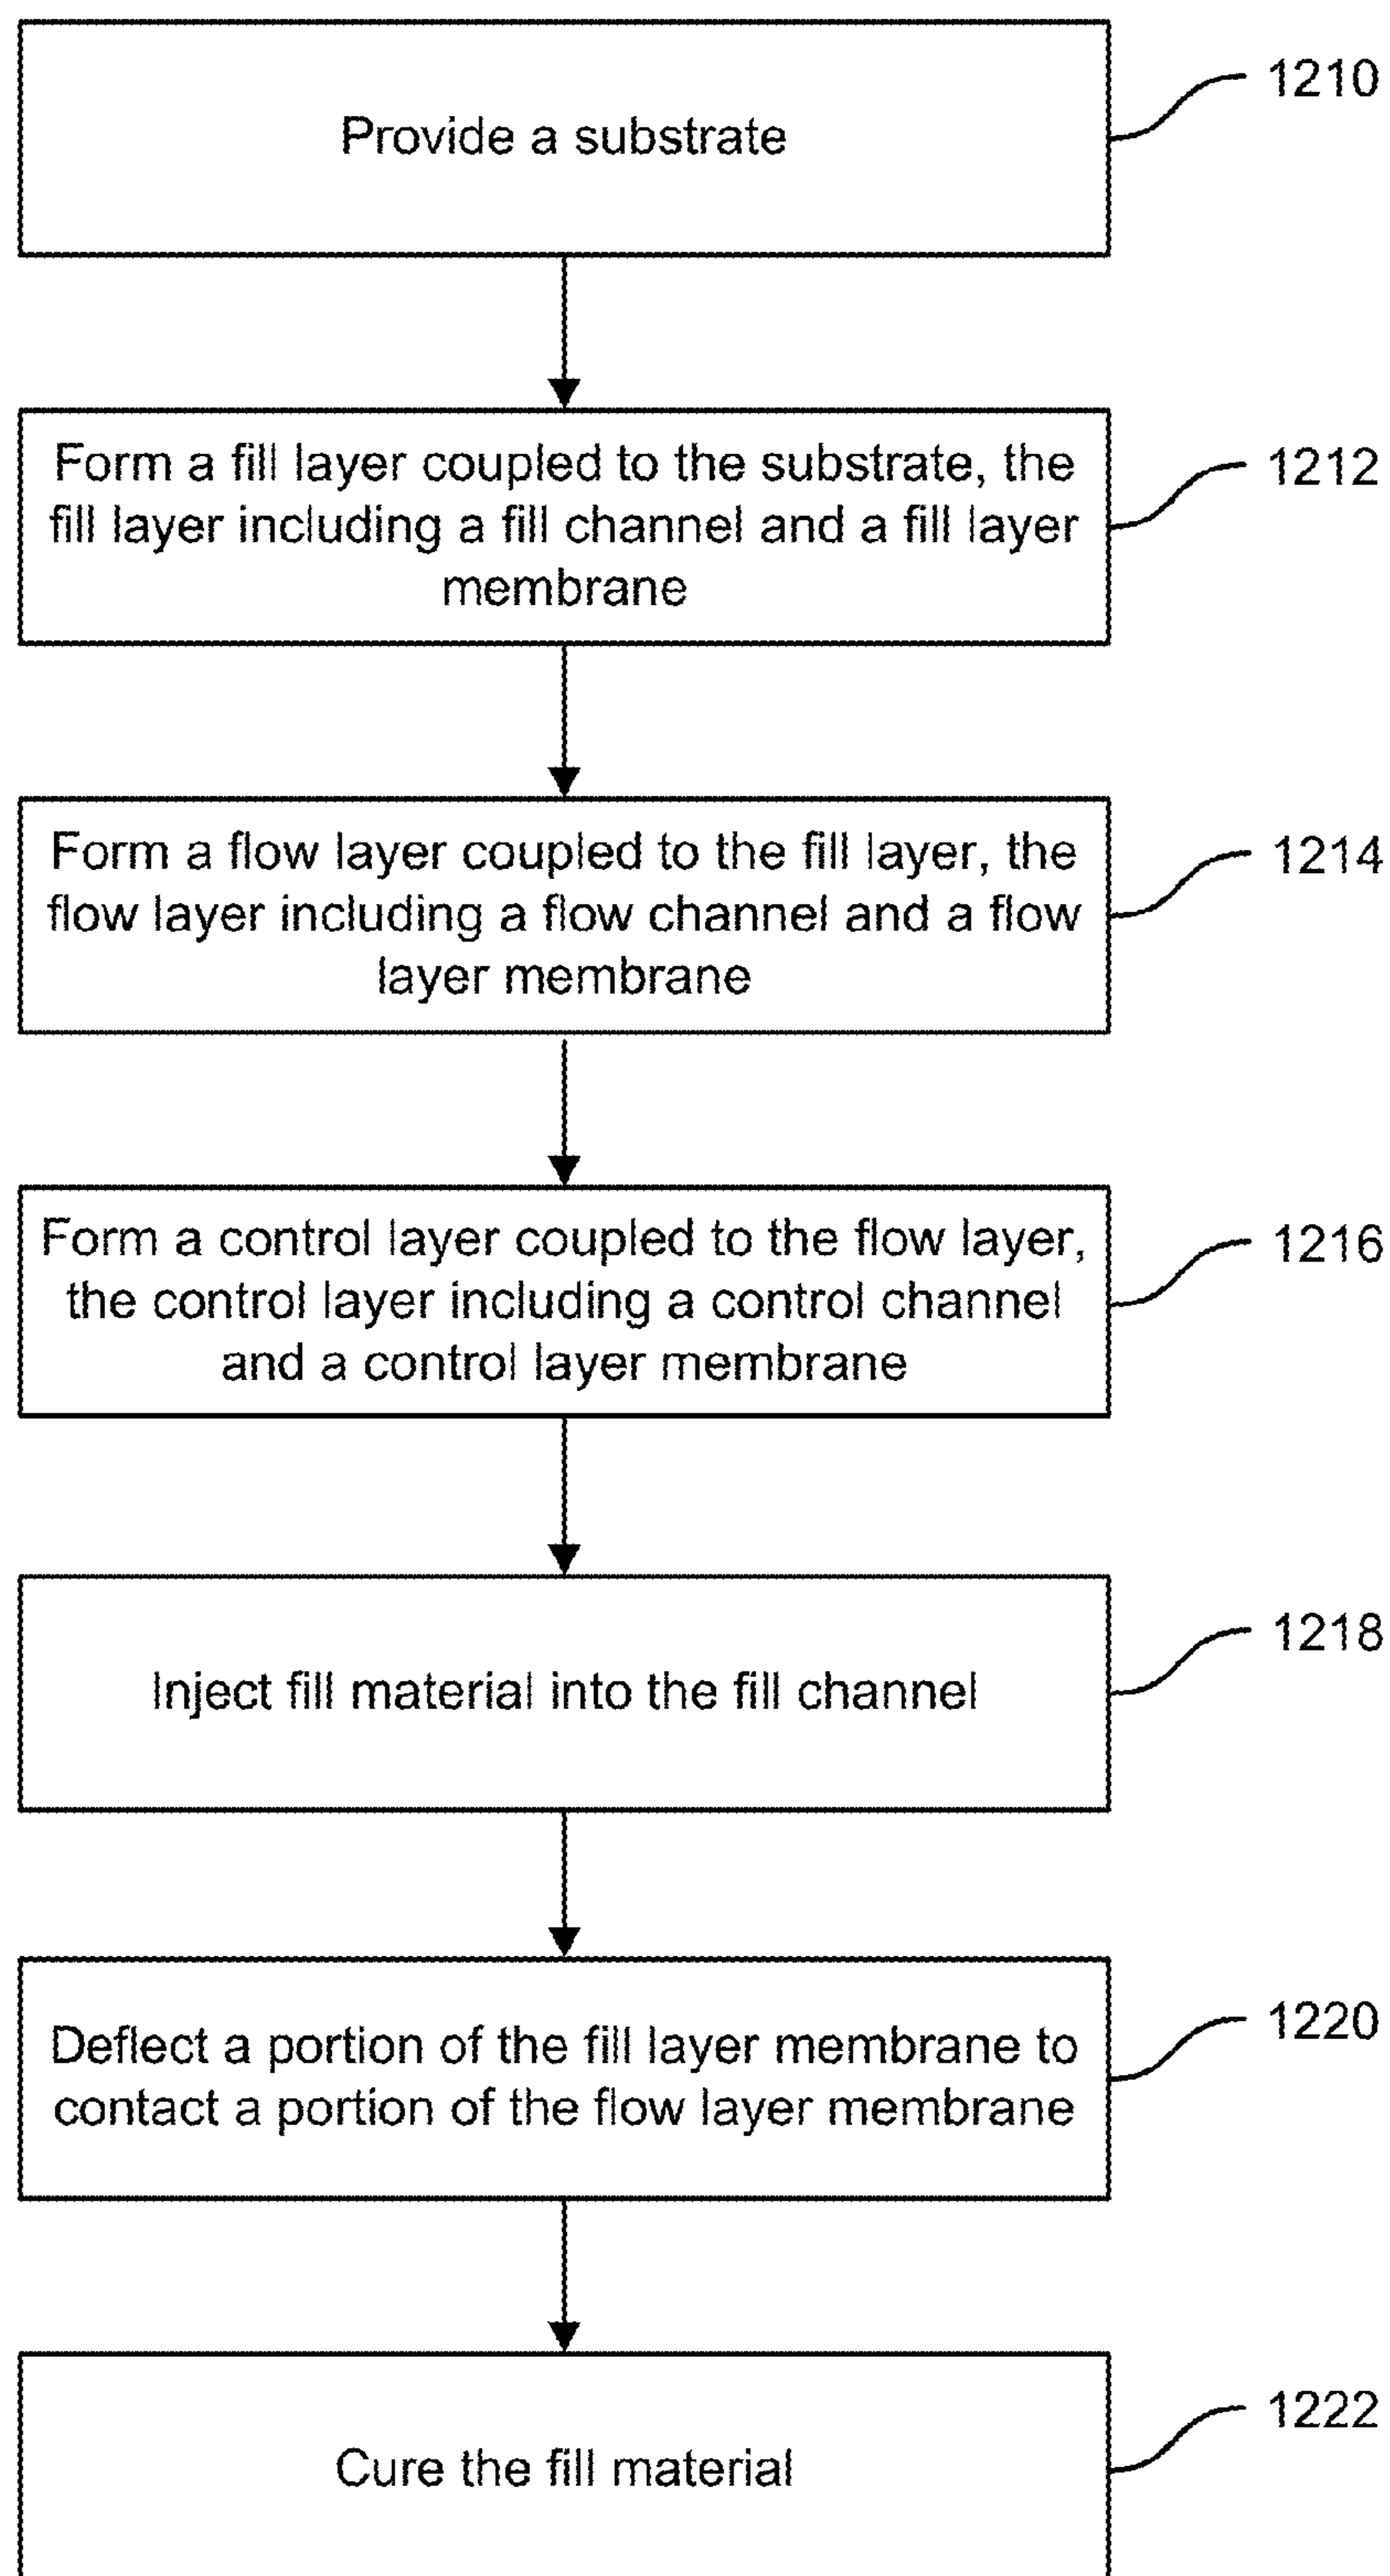 Provide a substrate
1210
Form a fill layer coupled to the substrate, the
fill layer including a fill channel and a fill layer
membrane
1212
Form a flow layer coupled to the fill layer, the
flow layer including a flow channel and a flow
layer membrane
1214
Form a control layer coupled to the flow layer,
the control layer including a control channel
and a control layer membrane
1216
Inject fill material into the fill channel
1218
Deflect a portion of the fill layer membrane to
contact a portion of the flow layer membrane
1220
Cure the fill material
1222